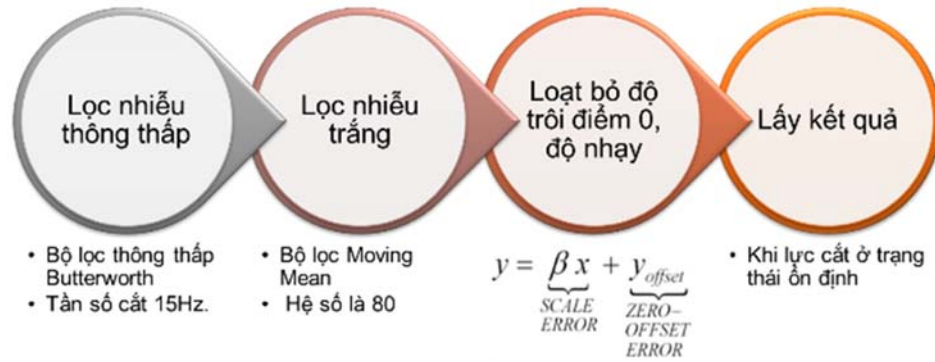 Lọc nhiễu
thông thấp
Lọc nhiễu
trắng
Loạt bỏ độ
trôi điểm 0,
độ nhạy
Lấy kết quả
• Bộ lọc thông thấp
Butterworth
• Tần số cắt 15Hz.
• Bộ lọc Moving
Mean
• Hệ số là 80
y = β x + y_offset
SCALE
ERROR
ZERO-
OFFSET
ERROR
• Khi lực cắt ở trạng
thái ổn định